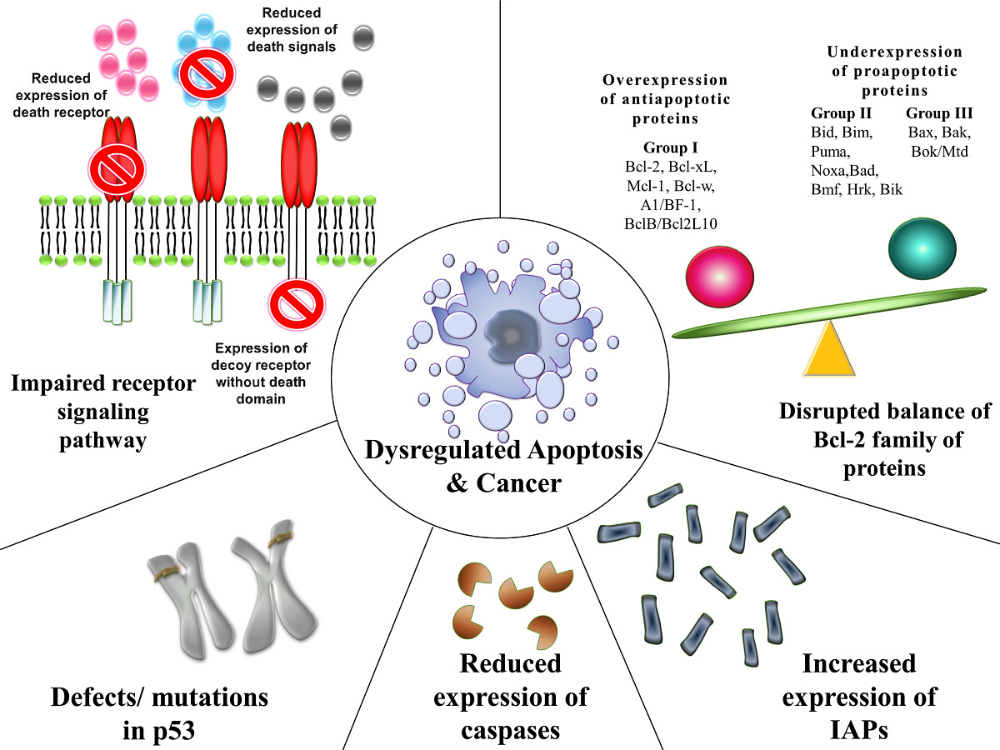 Reduced
expression of
death signals
Reduced
expression of
death receptor
Expression of
decoy receptor
without death
domain
Impaired receptor
signaling
pathway
Overexpression
of antiapoptotic
proteins
Group I
Bcl-2, Bcl-xL,
Mcl-1, Bcl-w,
A1/BF-1,
BclB/Bcl2L10
Underexpression
of proapoptotic
proteins
Group II
Bid, Bim,
Puma,
Noxa,Bad,
Bmf, Hrk, Bik
Group III
Bax, Bak,
Bok/Mtd
Disrupted balance of
Bcl-2 family of
proteins
Dysregulated Apoptosis
& Cancer
Defects/ mutations
in p53
Reduced
expression of
caspases
Increased
expression of
IAPs